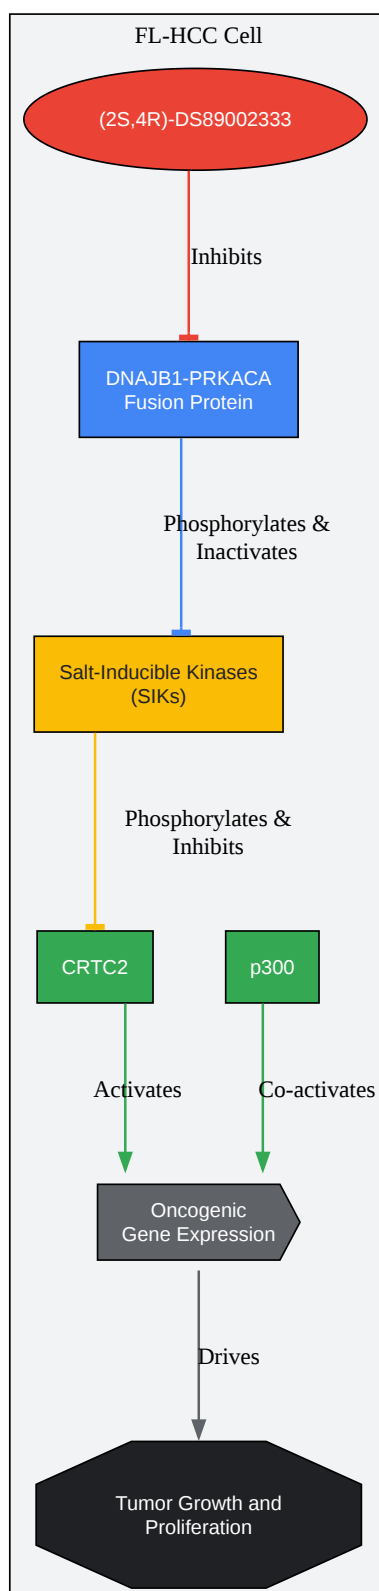 FL-HCC Cell
(2S,4R)-DS89002333
Inhibits
DNAJB1-PRKACA
Fusion Protein
Phosphorylates &
Inactivates
Salt-Inducible Kinases
(SIKs)
Phosphorylates &
Inhibits
CRTC2
p300
Activates
Co-activates
Oncogenic
Gene Expression
Drives
Tumor Growth and
Proliferation